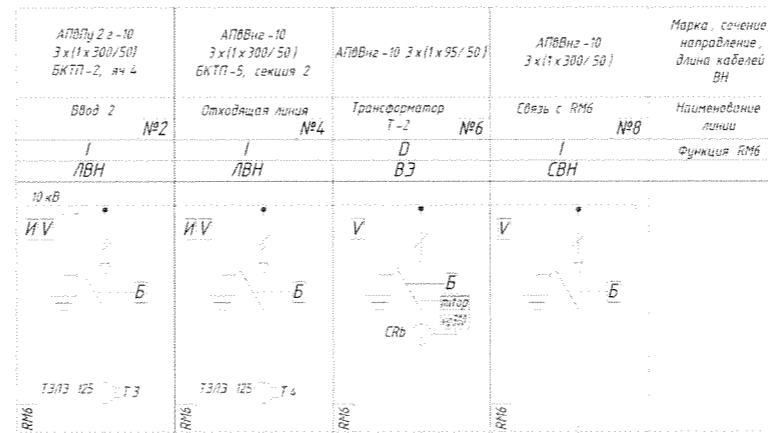 АПвПу 2 г -10
3 х(1 х 300/50)
БКТП-2, яч 4
АПвВнг -10
3 х(1 х 300/ 50)
БКТП-5, секция 2
АПвВнг -10 3 х(1 х 95/ 50)
АПвВнг -10
3 х(1 х 300/ 50)
Марка, сечение
направление,
длина кабелей
ВН
Ввод 2
№2
Отходящая линия
№4
Трансформатор
Т -2
№6
Связь с RM6
№8
Наименование
линии
I
I
D
I
Функция RM6
ЛВН
ЛВН
ВЭ
СВН
10 кВ
И V
И V
V
V
Б
Б
Б
Б
mitop
CRb
ТЗЛЭ 125
Т 3
ТЗЛЭ 125
Т 4
RM6
RM6
RM6
RM6